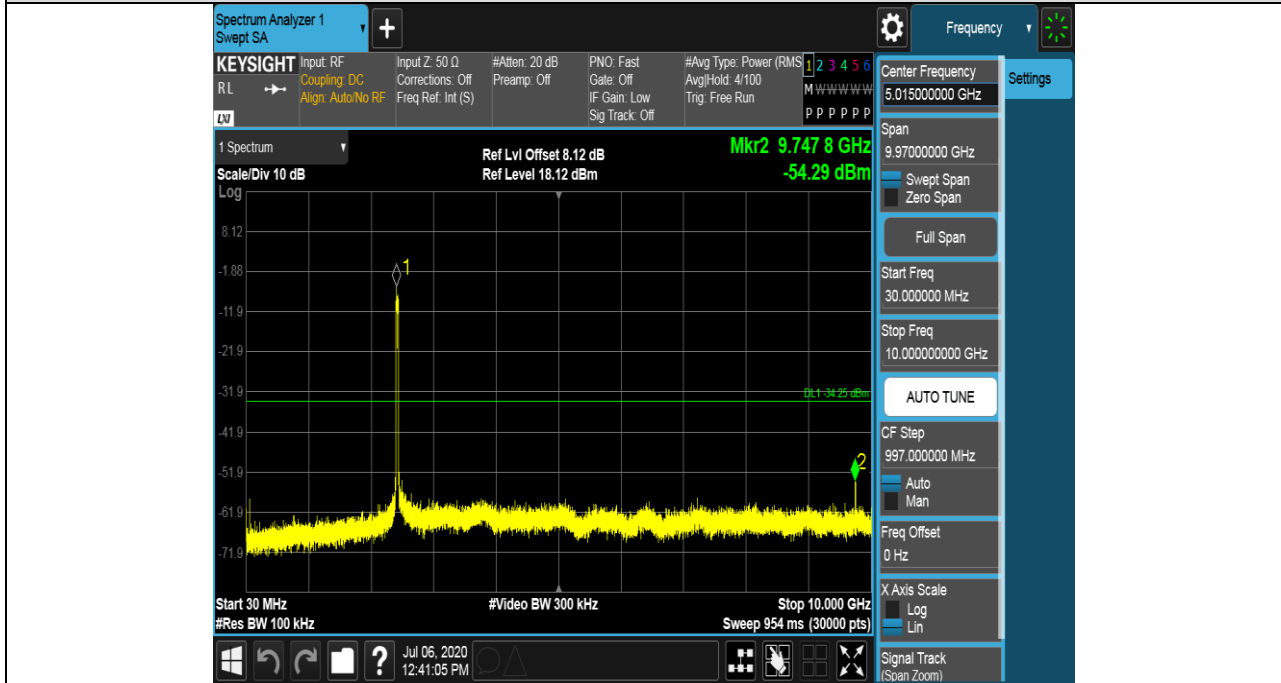 Spectrum Analyzer 1
Swept SA
+
Frequency
KEYSIGHT
RL
LXI
Input: RF
Coupling: DC
Align: Auto/No RF
Input Z: 50 Ω
Corrections: Off
Freq Ref: Int (S)
#Atten: 20 dB
Preamp: Off
PNO: Fast
Gate: Off
IF Gain: Low
Sig Track: Off
#Avg Type: Power (RMS
Avg|Hold: 4/100
Trig: Free Run
1 2 3 4 5 6
M W W W W W
P P P P P P
1 Spectrum
Scale/Div 10 dB
Ref Lvl Offset 8.12 dB
Ref Level 18.12 dBm
Mkr2 9.747 8 GHz
-54.29 dBm
Log
8.12
-1.88
-11.9
-21.9
-31.9
-41.9
-51.9
-61.9
-71.9
1
DL1 -34.25 dBm
2
Start 30 MHz
#Res BW 100 kHz
#Video BW 300 kHz
Stop 10.000 GHz
Sweep 954 ms (30000 pts)
?
Jul 06, 2020
12:41:05 PM
Center Frequency
5.015000000 GHz
Span
9.97000000 GHz
Swept Span
Zero Span
Full Span
Start Freq
30.000000 MHz
Stop Freq
10.000000000 GHz
AUTO TUNE
CF Step
997.000000 MHz
Auto
Man
Freq Offset
0 Hz
X Axis Scale
Log
Lin
Signal Track
(Span Zoom)
Settings